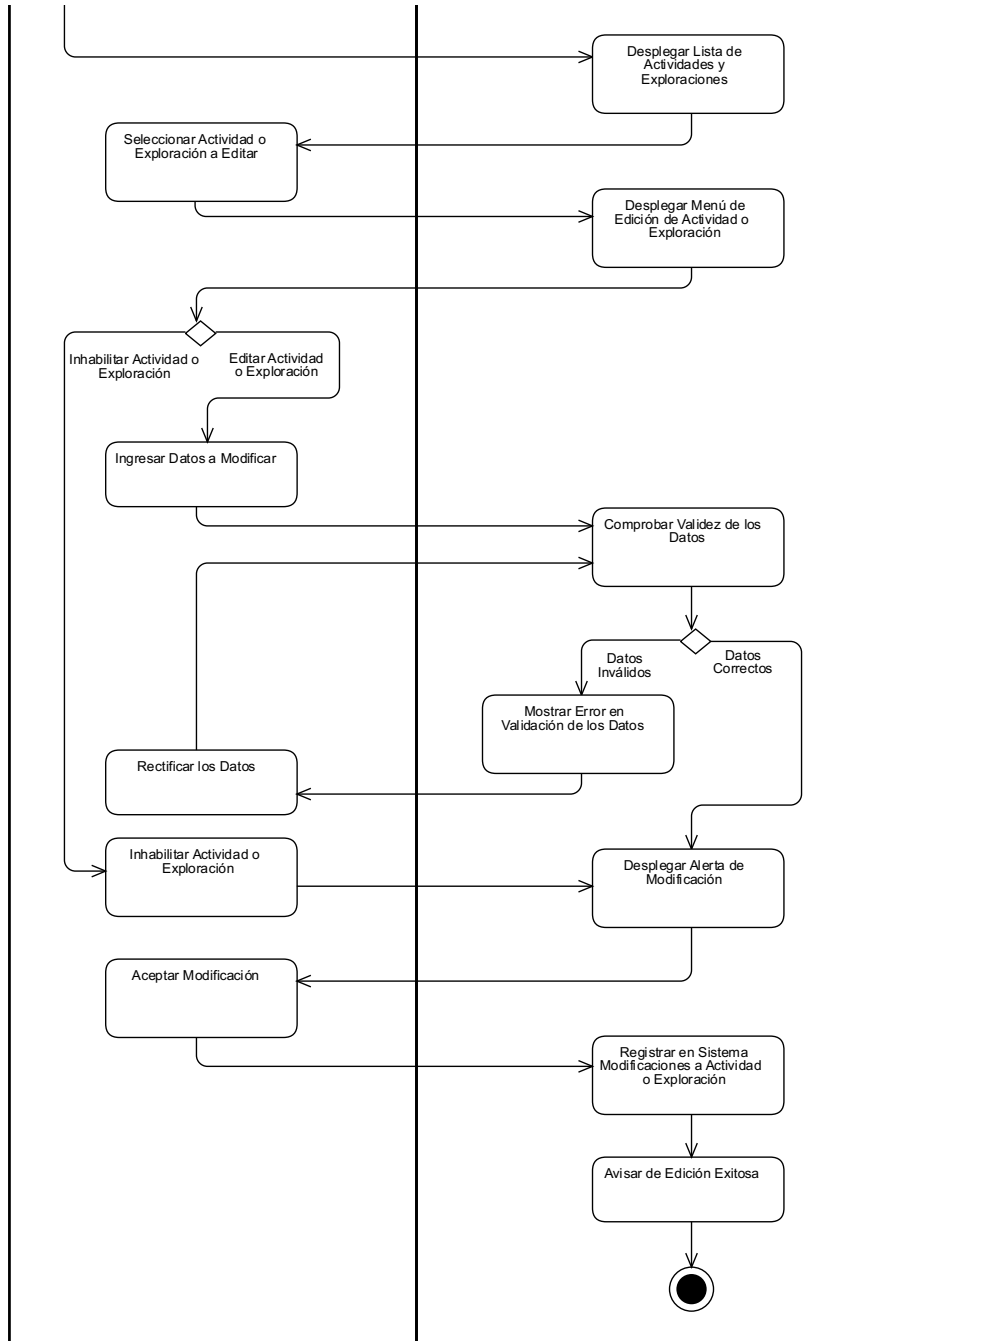 Desplegar Lista de
Actividades y
Exploraciones
Seleccionar Actividad o
Exploración a Editar
Desplegar Menú de
Edición de Actividad o
Exploración
Inhabilitar Actividad o
Exploración
Editar Actividad
o Exploración
Ingresar Datos a Modificar
Comprobar Validez de los
Datos
Datos
Inválidos
Datos
Correctos
Mostrar Error en
Validación de los Datos
Rectificar los Datos
Inhabilitar Actividad o
Exploración
Desplegar Alerta de
Modificación
Aceptar Modificación
Registrar en Sistema
Modificaciones a Actividad
o Exploración
Avisar de Edición Exitosa